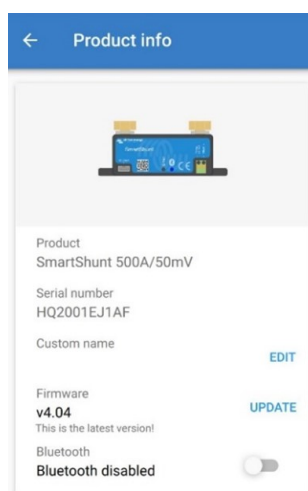 Product info
SmartShunt
Product
SmartShunt 500A/50mV
Serial number
HQ2001EJ1AF
Custom name
EDIT
Firmware
v4.04
UPDATE
This is the latest version!
Bluetooth
Bluetooth disabled